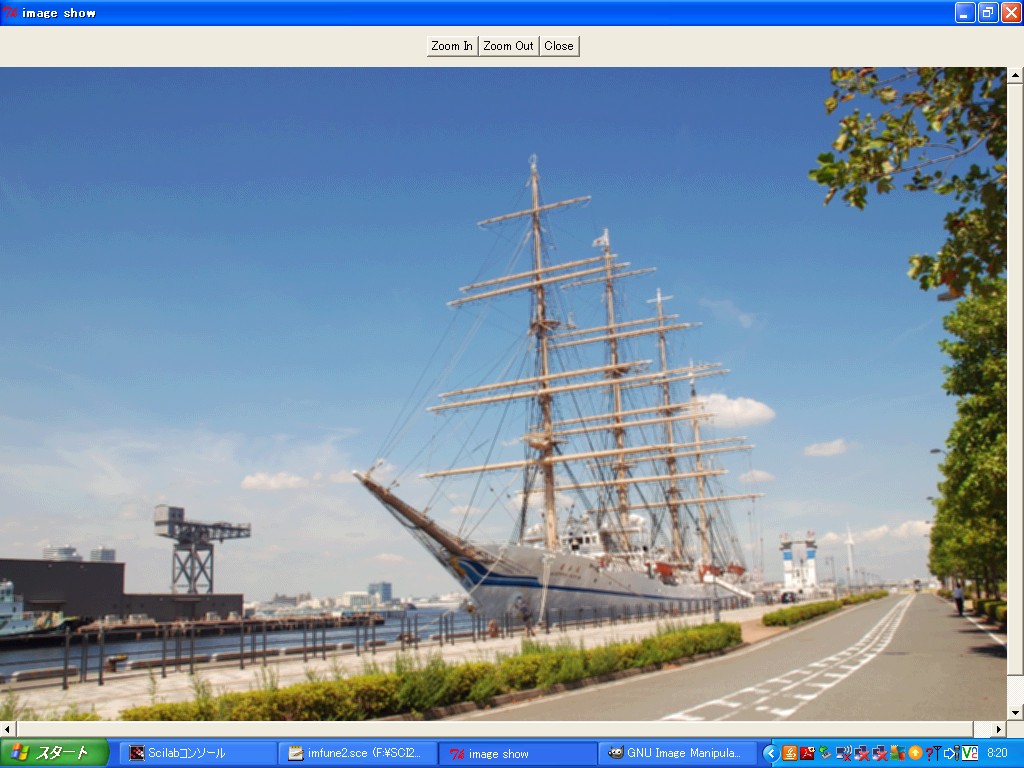 image show
Zoom In Zoom Out Close
スタート Scilabコンソール imfune2.sce (F:¥SCI2... image show GNU Image Manipula... V2 8:20